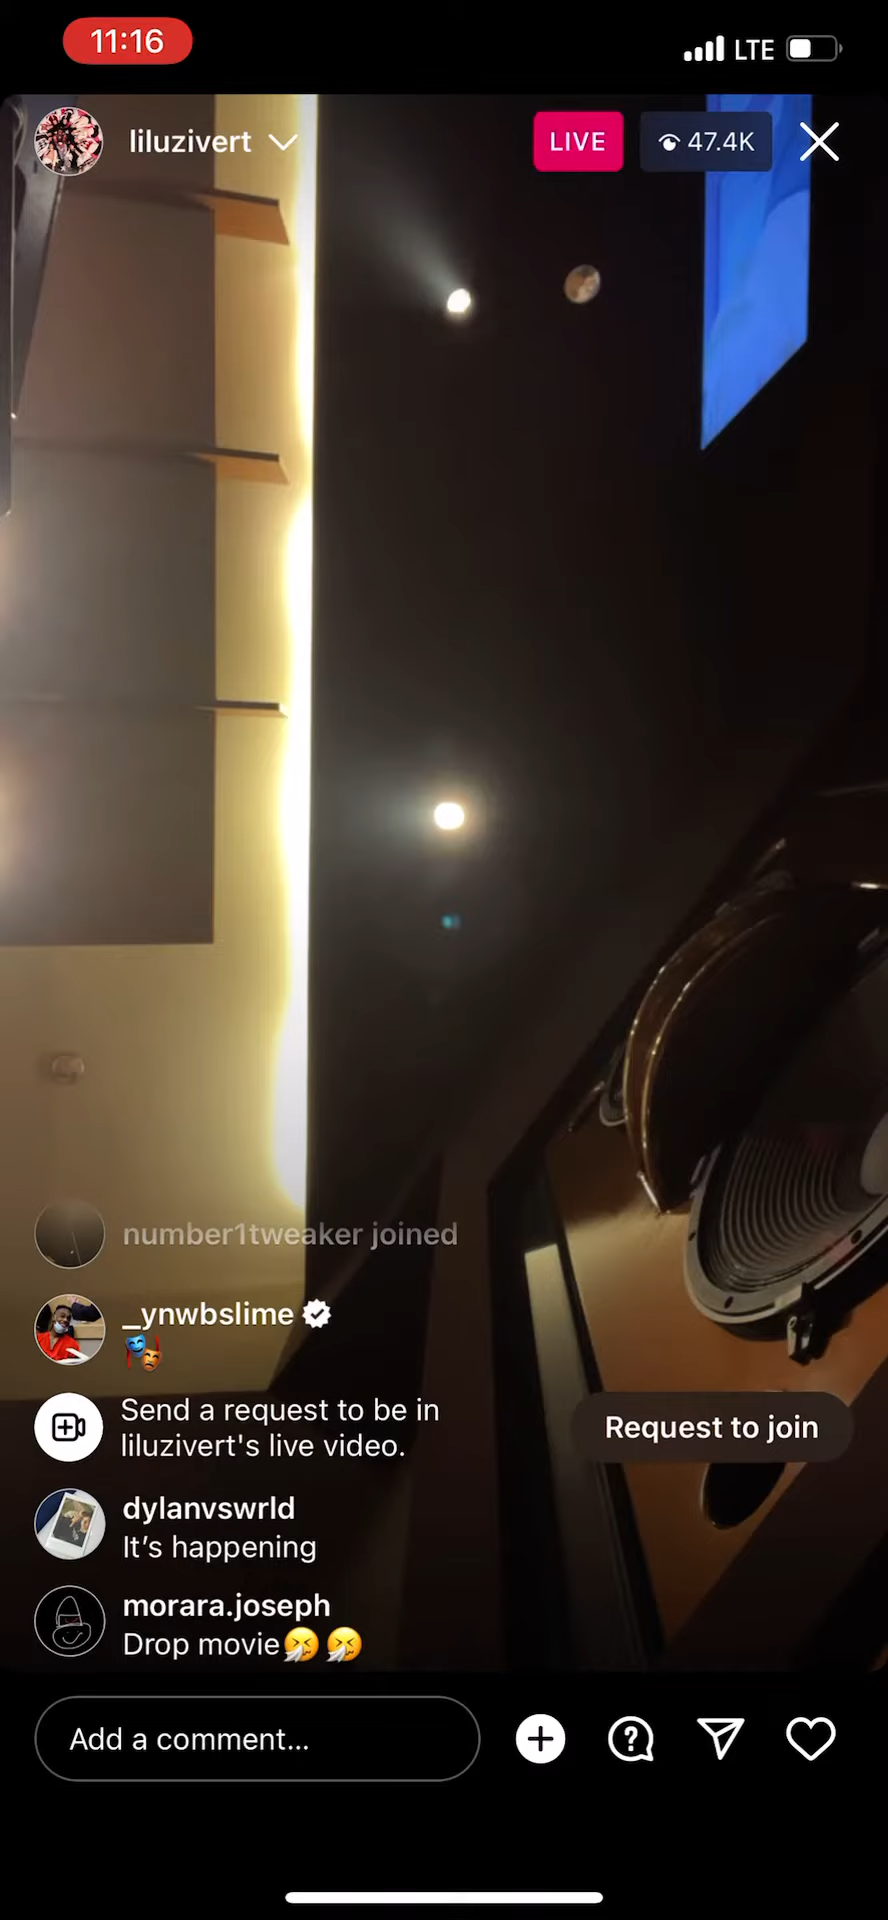 11:16
LTE
liluzivert
LIVE
47.4K
number1tweaker joined
_ynwbslime
🎭
Send a request to be in
liluzivert's live video.
Request to join
dylanvswrld
It’s happening
morara.joseph
Drop movie🤧🤧
Add a comment...